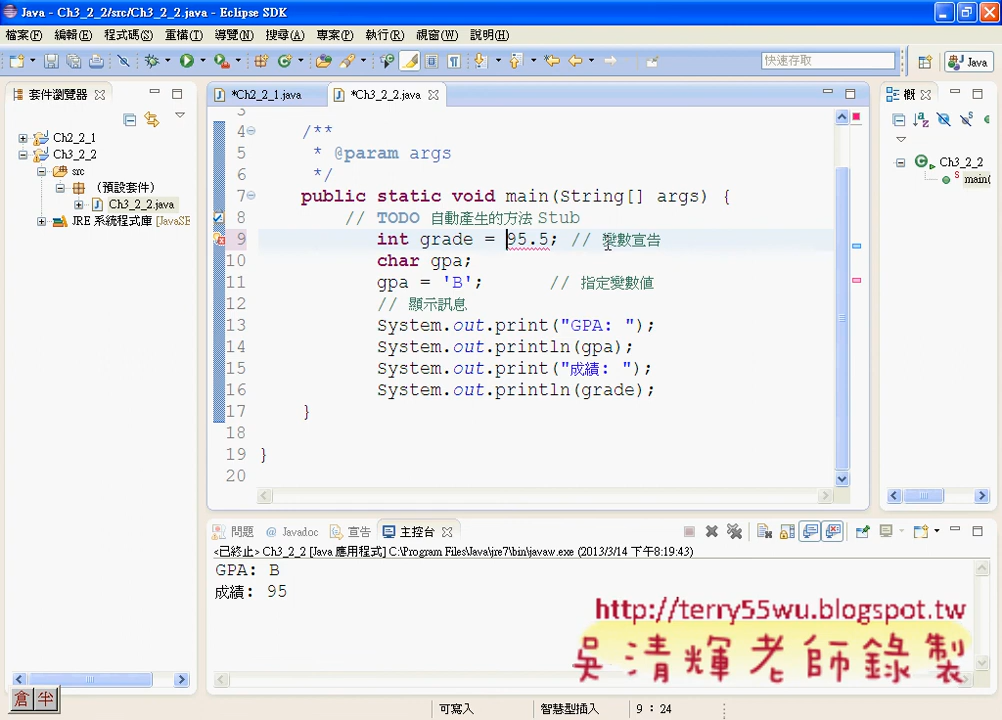 Java - Ch3_2_2/src/Ch3_2_2.java - Eclipse SDK
檔案(F) 編輯(E) 程式碼(S) 重構(T) 導覽(N) 搜尋(A) 專案(P) 執行(R) 視窗(W) 說明(H)
快速存取
Java
套件瀏覽器
*Ch2_2_1.java
*Ch3_2_2.java
概
Ch2_2_1
Ch3_2_2
src
(預設套件)
Ch3_2_2.java
JRE 系統程式庫 [JavaSE
Ch3_2_2
main(
3
4 /**
5 * @param args
6 */
7 public static void main(String[] args) {
8 // TODO 自動產生的方法 Stub
9 int grade = 95.5; // 變數宣告
10 char gpa;
11 gpa = 'B'; // 指定變數值
12 // 顯示訊息
13 System.out.print("GPA: ");
14 System.out.println(gpa);
15 System.out.print("成績: ");
16 System.out.println(grade);
17 }
18
19 }
20
問題 @ Javadoc 宣告 主控台
<已終止> Ch3_2_2 [Java 應用程式] C:\Program Files\Java\jre7\bin\javaw.exe (2013/3/14 下午8:19:43)
GPA: B
成績: 95
http://terry55wu.blogspot.tw
吳清輝老師錄製
倉 半
可寫入 智慧型插入 9 : 24